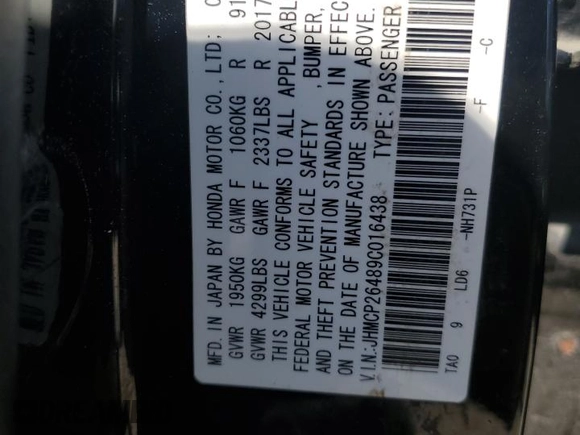 MFD. IN JAPAN BY HONDA MOTOR CO., LTD;
GVWR 1950KG GAWR F 1060KG R 91
GVWR 4299LBS GAWR F 2337LBS R 2017
THIS VEHICLE CONFORMS TO ALL APPLICABLE
FEDERAL MOTOR VEHICLE SAFETY ,BUMPER,
AND THEFT PREVENTION STANDARDS IN EFFEC
ON THE DATE OF MANUFACTURE SHOWN ABOVE.
V.I.N:JHMCP26489C016438 TYPE:PASSENGER
TAO 9 LD6 -NH731P -F -C